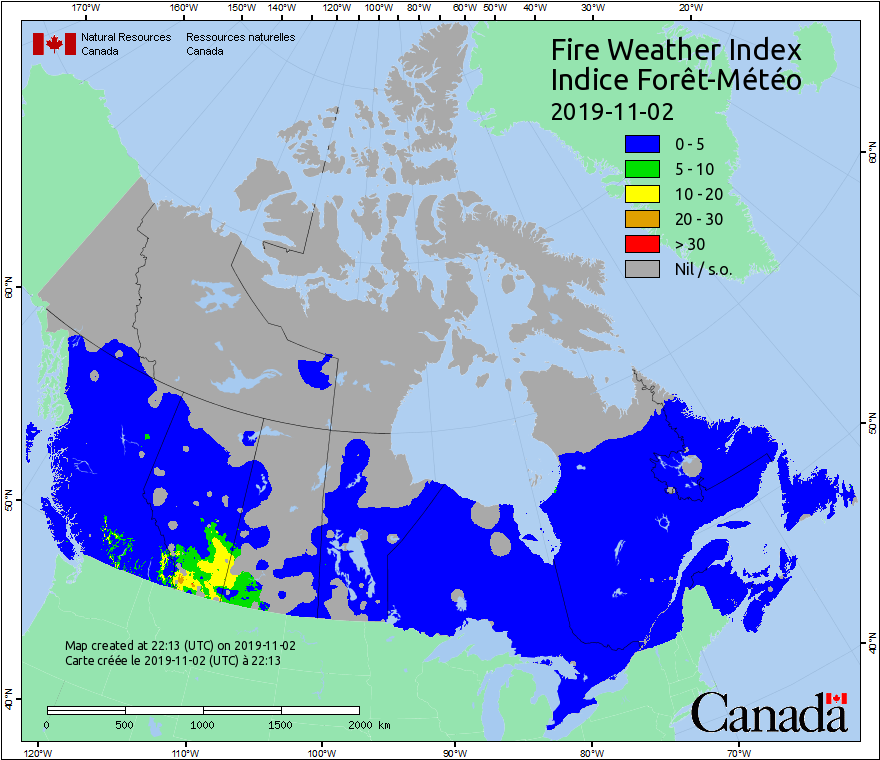 170°W 160°W 150°W 140°W 120°W 100°W 80°W 60°W 50°W 40°W 30°W 20°W
Natural Resources Ressources naturelles
Canada Canada
Fire Weather Index
Indice Forêt-Météo
2019-11-02
0 - 5
5 - 10
10 - 20
20 - 30
> 30
Nil / s.o.
60°N 60°N
50°N 50°N
40°N 40°N
Map created at 22:13 (UTC) on 2019-11-02
Carte créée le 2019-11-02 (UTC) à 22:13
0 500 1000 1500 2000 km
Canada
120°W 110°W 100°W 90°W 80°W 70°W